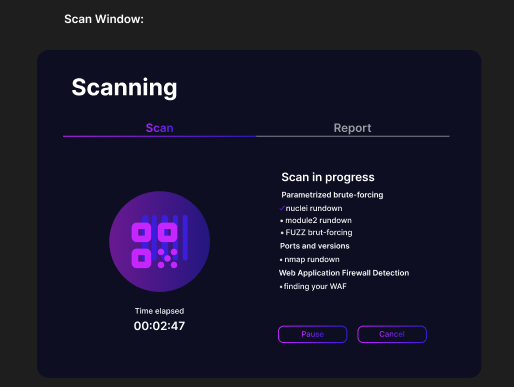 Scan Window:
Scanning
Scan
Report
Scan in progress
Parametrized brute-forcing
✓nuclei rundown
• module2 rundown
• FUZZ brut-forcing
Ports and versions
• nmap rundown
Web Application Firewall Detection
•finding your WAF
Time elapsed
00:02:47
Pause
Cancel